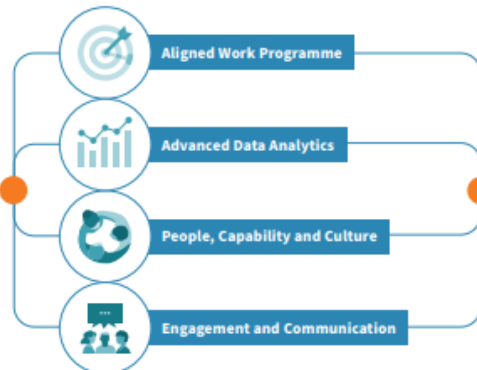 Aligned Work Programme
Advanced Data Analytics
People, Capability and Culture
Engagement and Communication